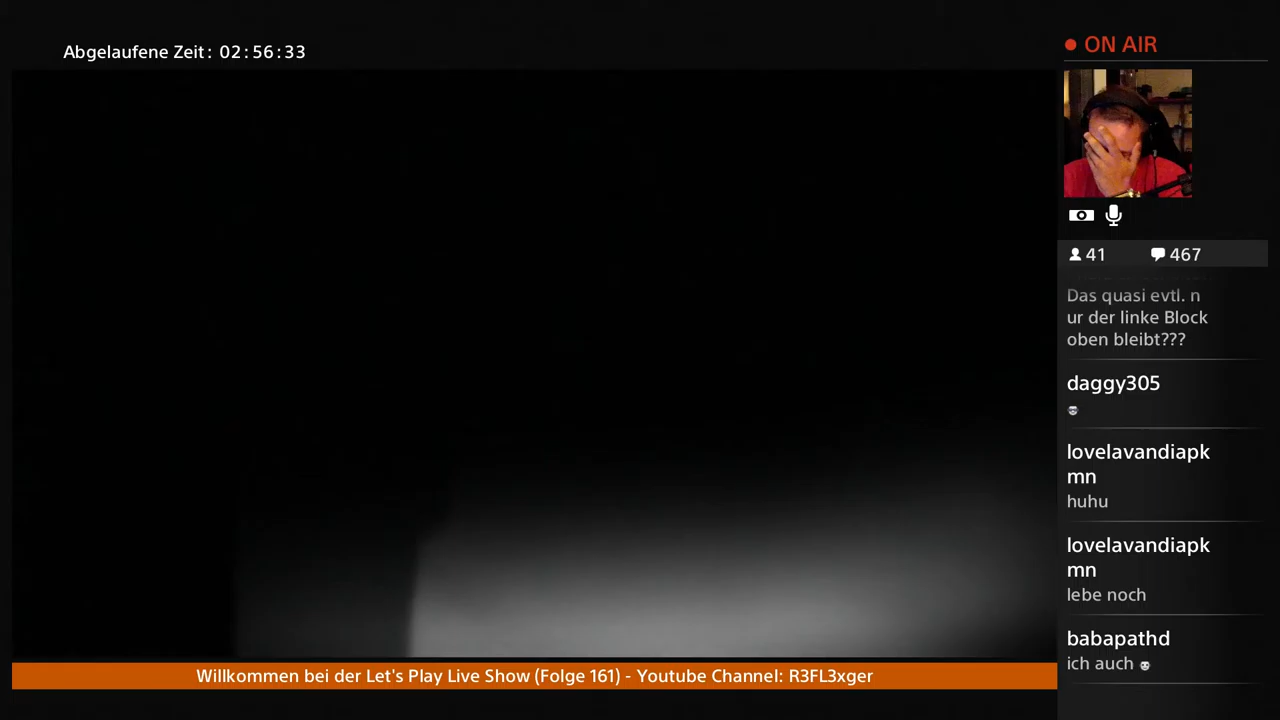 Abgelaufene Zeit: 02:56:33
ON AIR
41 467
Das quasi evtl. n
ur der linke Block
oben bleibt???
daggy305
lovelavandiapk
mn
huhu
lovelavandiapk
mn
lebe noch
babapathd
ich auch
Willkommen bei der Let's Play Live Show (Folge 161) - Youtube Channel: R3FL3xger